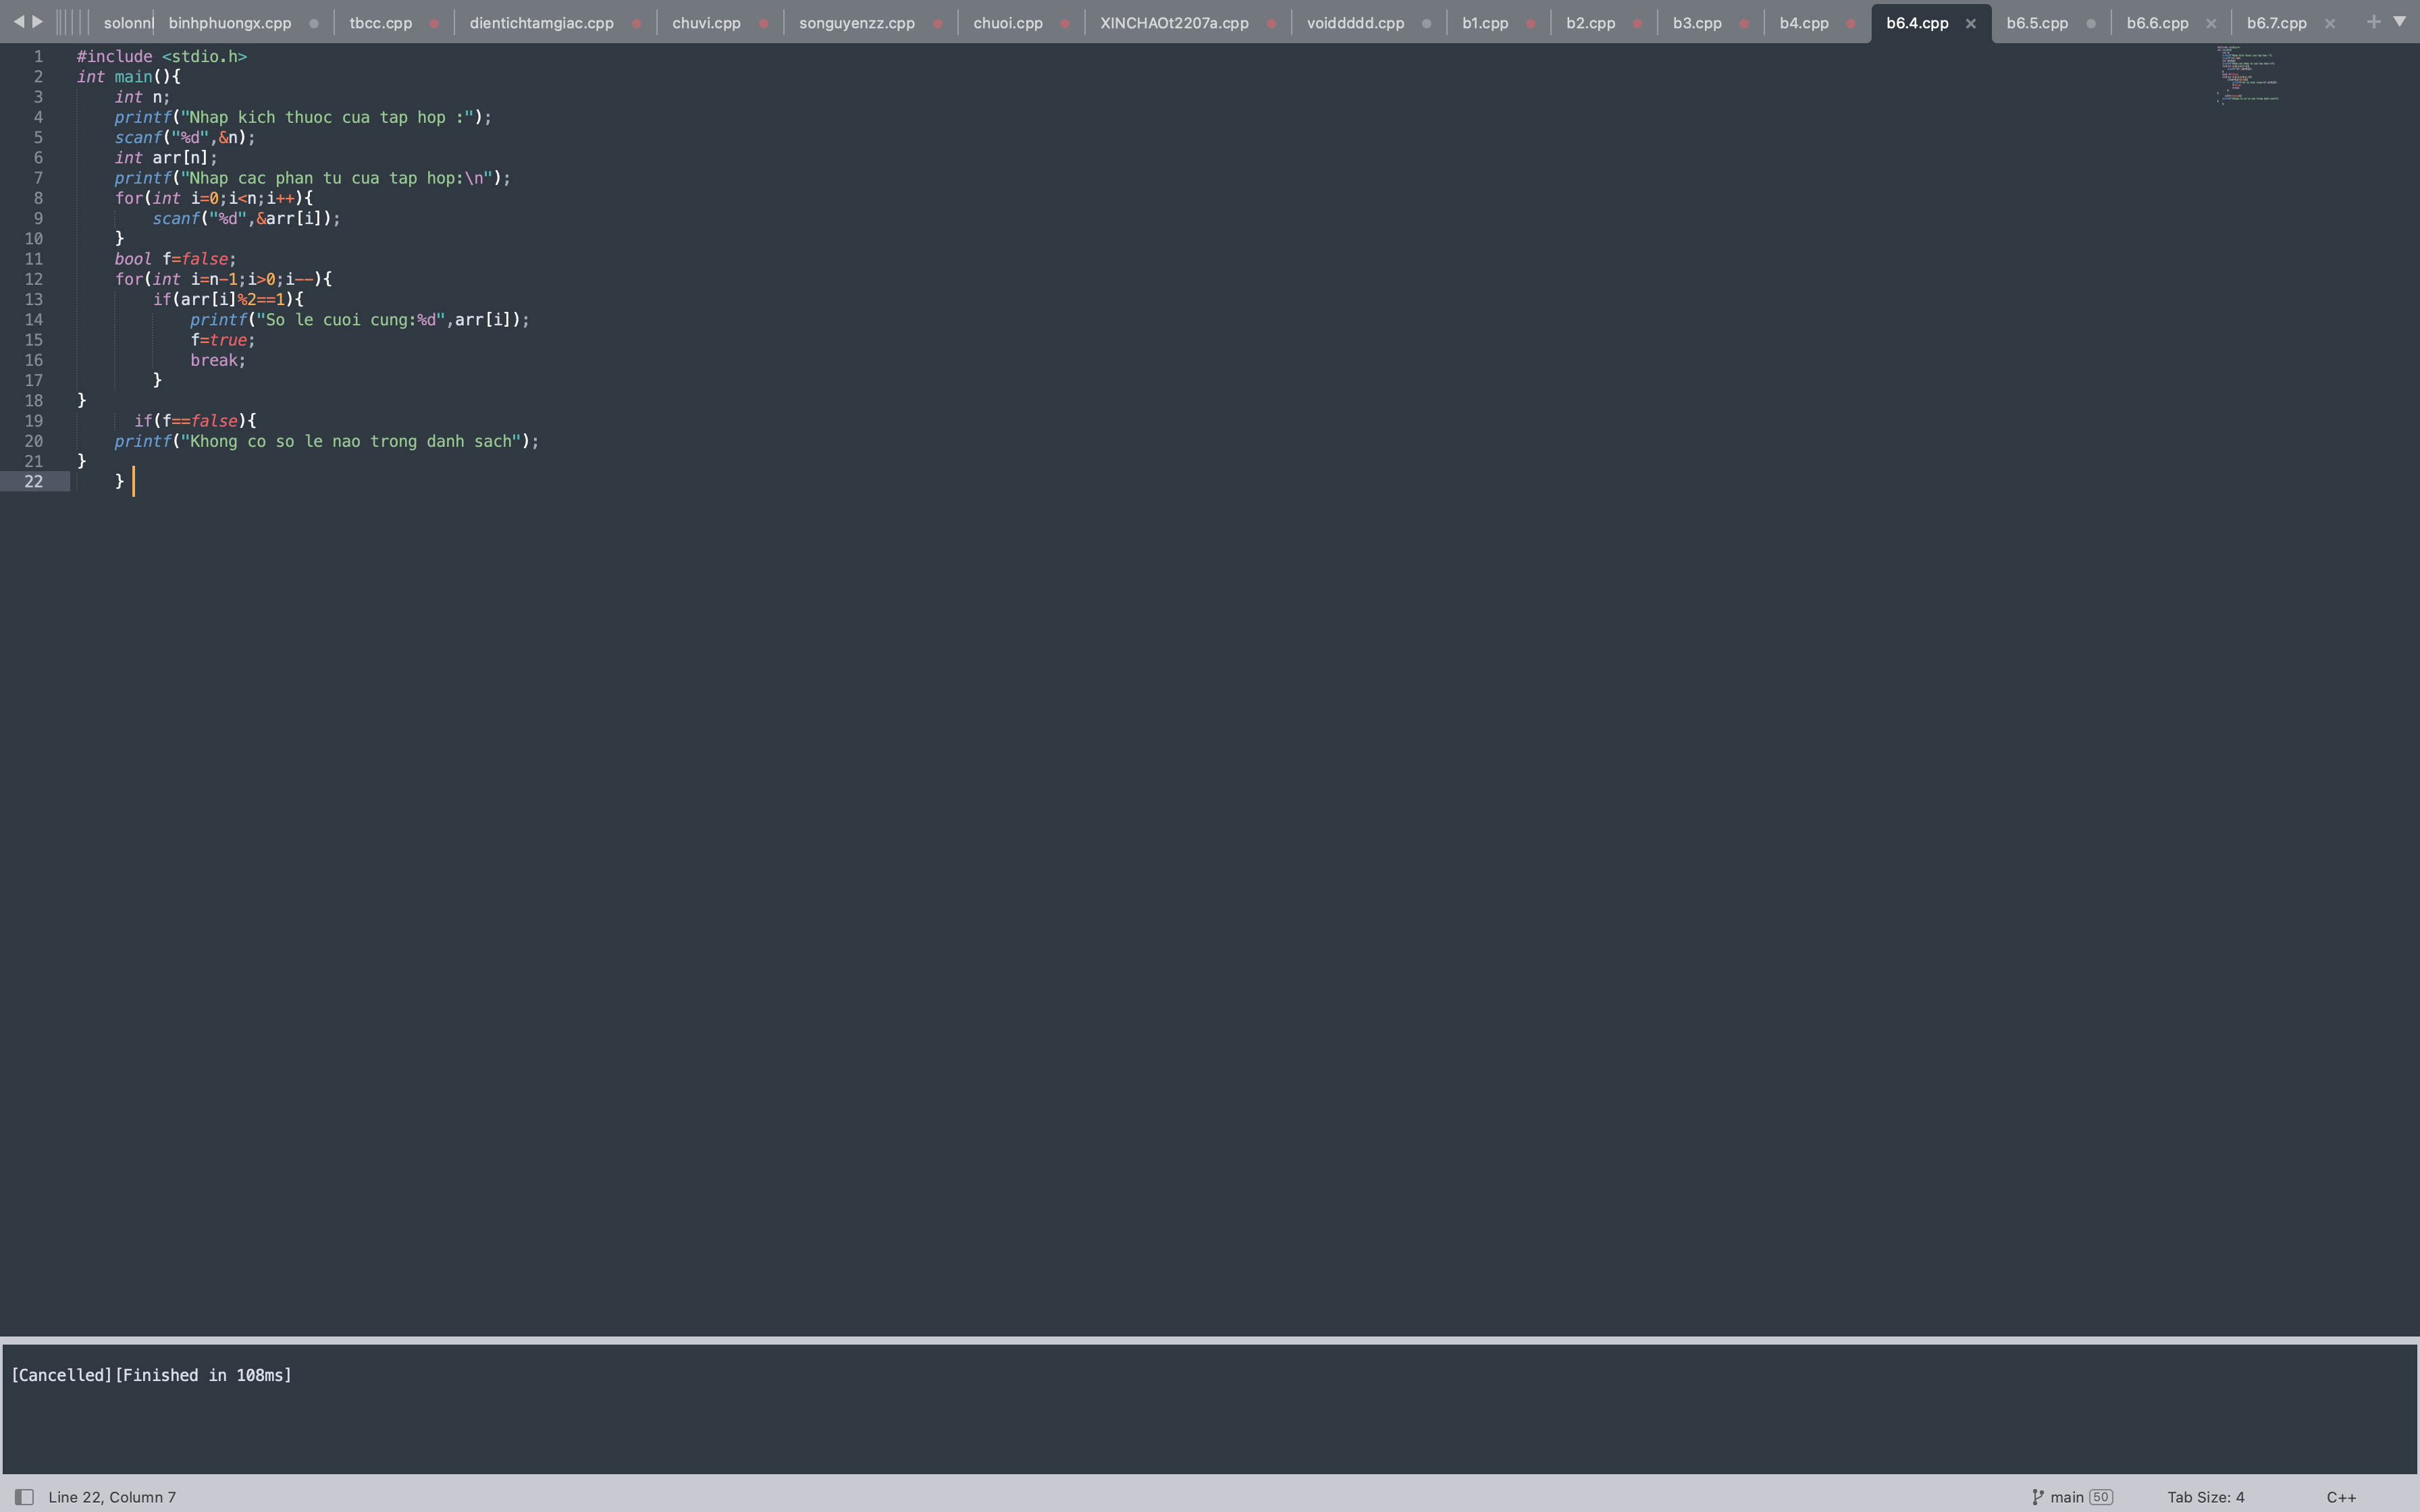 solonnl binhphuongx.cpp tbcc.cpp dientichtamgiac.cpp chuvi.cpp songuyenzz.cpp chuoi.cpp XINCHAOt2207a.cpp voiddddd.cpp b1.cpp b2.cpp b3.cpp b4.cpp b6.4.cpp b6.5.cpp b6.6.cpp b6.7.cpp
1 #include <stdio.h>
2 int main(){
3 int n;
4 printf("Nhap kich thuoc cua tap hop :");
5 scanf("%d",&n);
6 int arr[n];
7 printf("Nhap cac phan tu cua tap hop:\n");
8 for(int i=0;i<n;i++){
9 scanf("%d",&arr[i]);
10 }
11 bool f=false;
12 for(int i=n-1;i>0;i--){
13 if(arr[i]%2==1){
14 printf("So le cuoi cung:%d",arr[i]);
15 f=true;
16 break;
17 }
18 }
19 if(f==false){
20 printf("Khong co so le nao trong danh sach");
21 }
22 }
[Cancelled][Finished in 108ms]
Line 22, Column 7 main 50 Tab Size: 4 C++